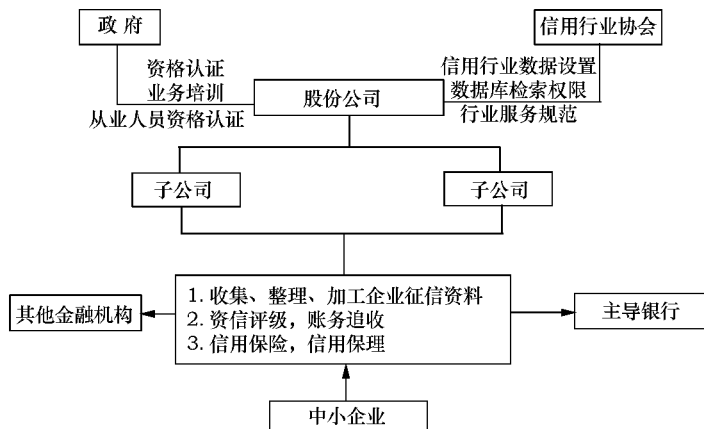 政 府
信用行业协会
资格认证
业务培训
从业人员资格认证
股份公司
信用行业数据设置
数据库检索权限
行业服务规范
子公司
子公司
其他金融机构
1. 收集、整理、加工企业征信资料
2. 资信评级，账务追收
3. 信用保险，信用保理
主导银行
中小企业